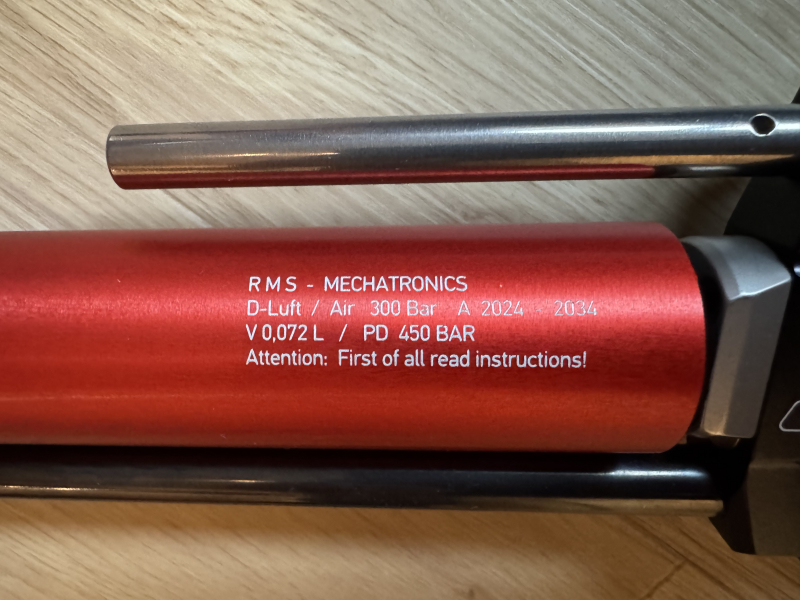 RMS - MECHATRONICS
D-Luft / Air 300 Bar A 2024 - 2034
V 0,072 L / PD 450 BAR
Attention: First of all read instructions!